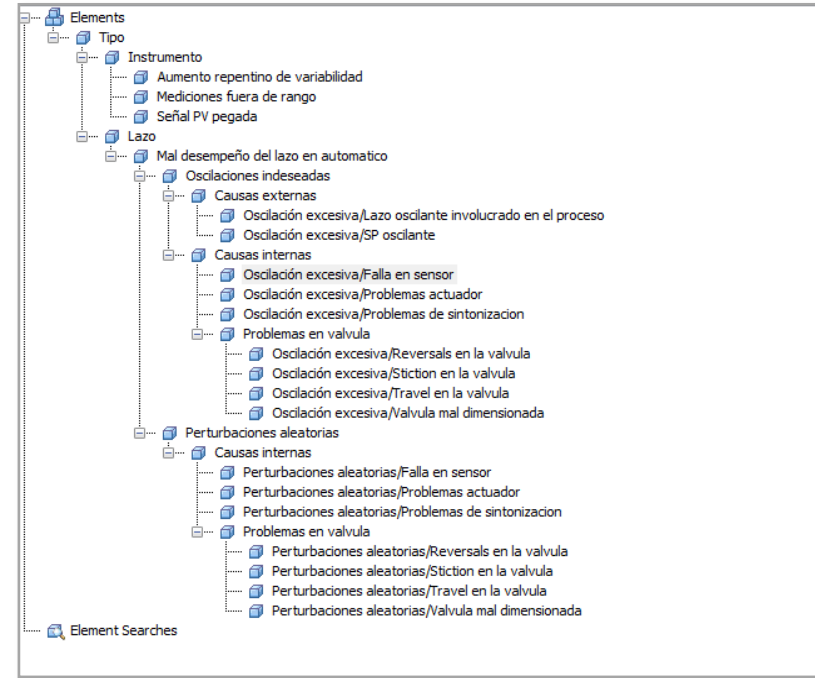 Elements
Tipo
Instrumento
Aumento repentino de variabilidad
Mediciones fuera de rango
Señal PV pegada
Lazo
Mal desempeño del lazo en automatico
Oscilaciones indeseadas
Causas externas
Oscilación excesiva/Lazo oscilante involucrado en el proceso
Oscilación excesiva/SP oscilante
Causas internas
Oscilación excesiva/Falla en sensor
Oscilación excesiva/Problemas actuador
Oscilación excesiva/Problemas de sintonizacion
Problemas en valvula
Oscilación excesiva/Reversals en la valvula
Oscilación excesiva/Stiction en la valvula
Oscilación excesiva/Travel en la valvula
Oscilación excesiva/Valvula mal dimensionada
Perturbaciones aleatorias
Causas internas
Perturbaciones aleatorias/Falla en sensor
Perturbaciones aleatorias/Problemas actuador
Perturbaciones aleatorias/Problemas de sintonizacion
Problemas en valvula
Perturbaciones aleatorias/Reversals en la valvula
Perturbaciones aleatorias/Stiction en la valvula
Perturbaciones aleatorias/Travel en la valvula
Perturbaciones aleatorias/Valvula mal dimensionada
Element Searches